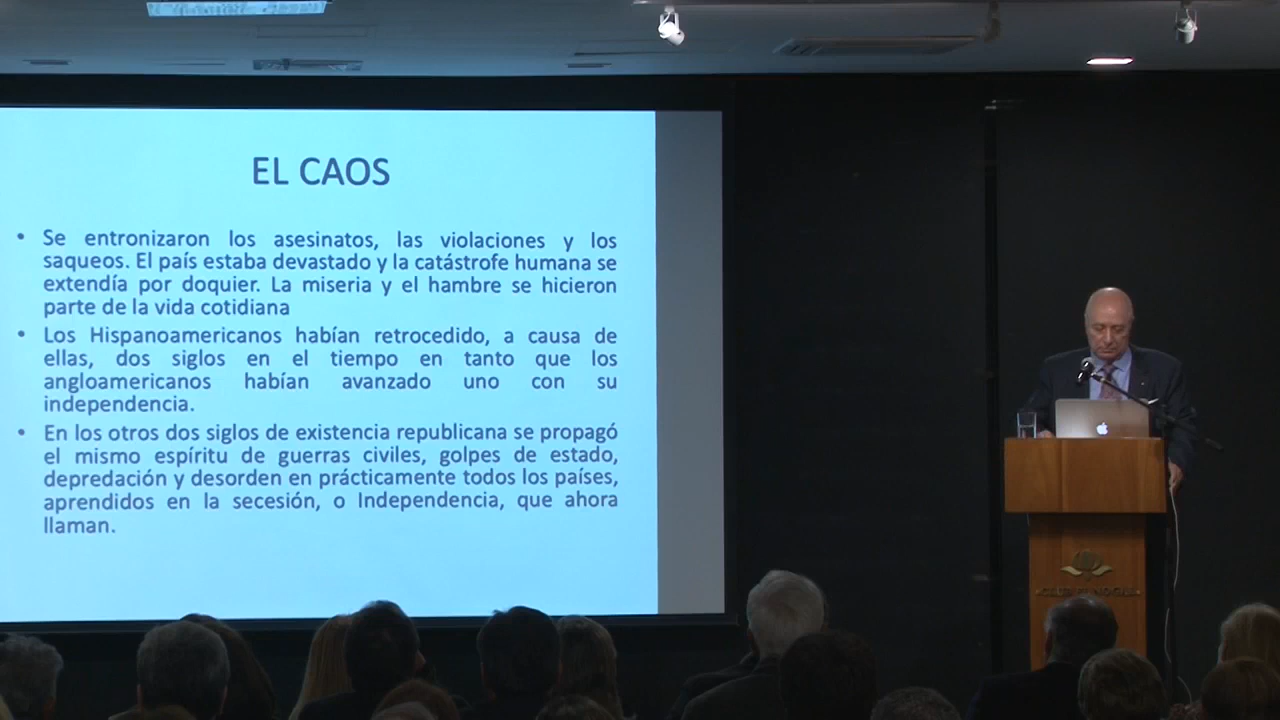 EL CAOS
• Se entronizaron los asesinatos, las violaciones y los
saqueos. El país estaba devastado y la catástrofe humana se
extendía por doquier. La miseria y el hambre se hicieron
parte de la vida cotidiana
• Los Hispanoamericanos habían retrocedido, a causa de
ellas, dos siglos en el tiempo en tanto que los
angloamericanos habían avanzado uno con su
independencia.
• En los otros dos siglos de existencia republicana se propagó
el mismo espíritu de guerras civiles, golpes de estado,
depredación y desorden en prácticamente todos los países,
aprendidos en la secesión, o Independencia, que ahora
llaman.
CLUB EL NOGAL